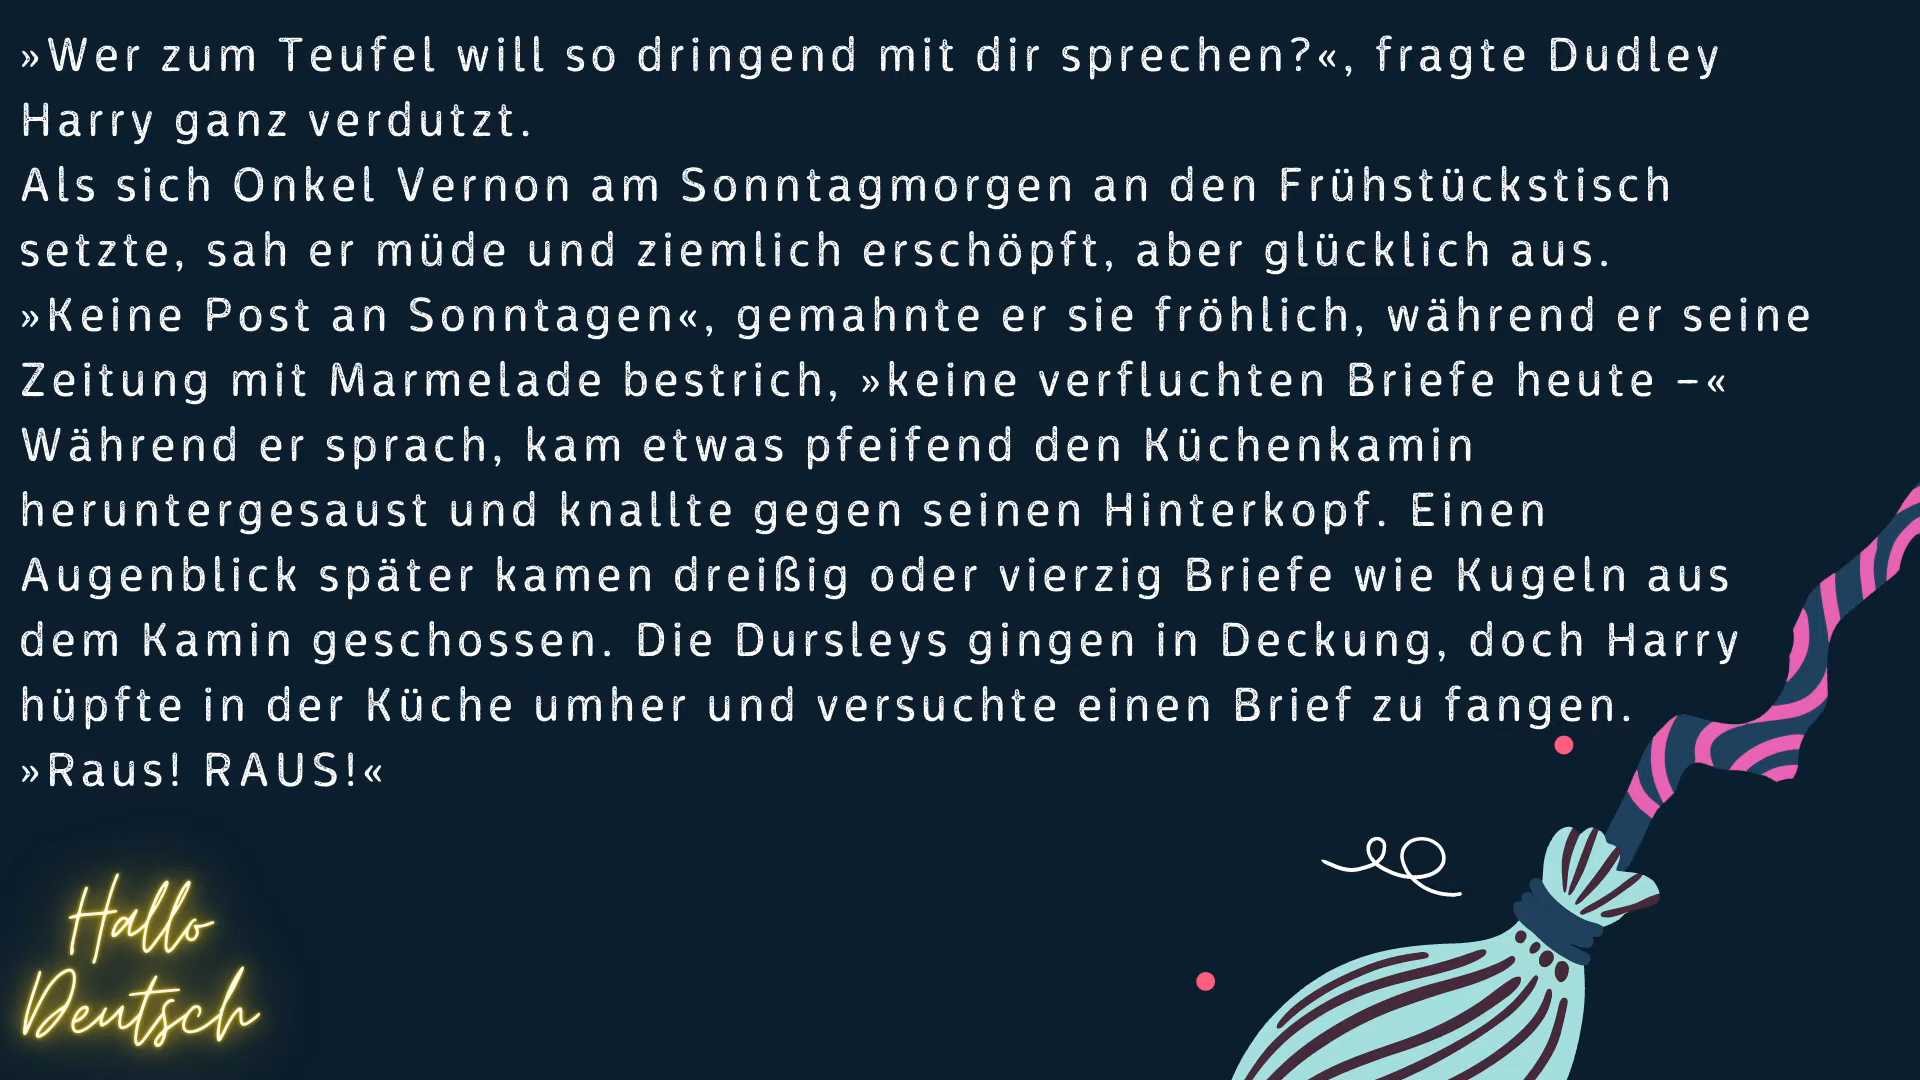 »Wer zum Teufel will so dringend mit dir sprechen?«, fragte Dudley
Harry ganz verdutzt.
Als sich Onkel Vernon am Sonntagmorgen an den Frühstückstisch
setzte, sah er müde und ziemlich erschöpft, aber glücklich aus.
»Keine Post an Sonntagen«, gemahnte er sie fröhlich, während er seine
Zeitung mit Marmelade bestrich, »keine verfluchten Briefe heute –«
Während er sprach, kam etwas pfeifend den Küchenkamin
heruntergesaust und knallte gegen seinen Hinterkopf. Einen
Augenblick später kamen dreißig oder vierzig Briefe wie Kugeln aus
dem Kamin geschossen. Die Dursleys gingen in Deckung, doch Harry
hüpfte in der Küche umher und versuchte einen Brief zu fangen.
»Raus! RAUS!«
Hallo
Deutsch